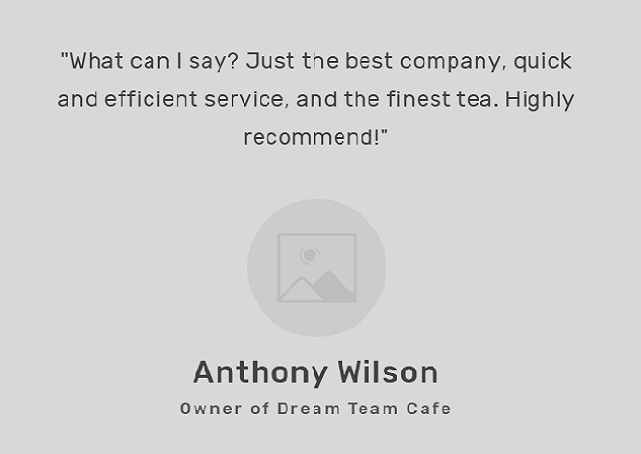 "What can I say? Just the best company, quick
and efficient service, and the finest tea. Highly
recommend!"
Anthony Wilson
Owner of Dream Team Cafe